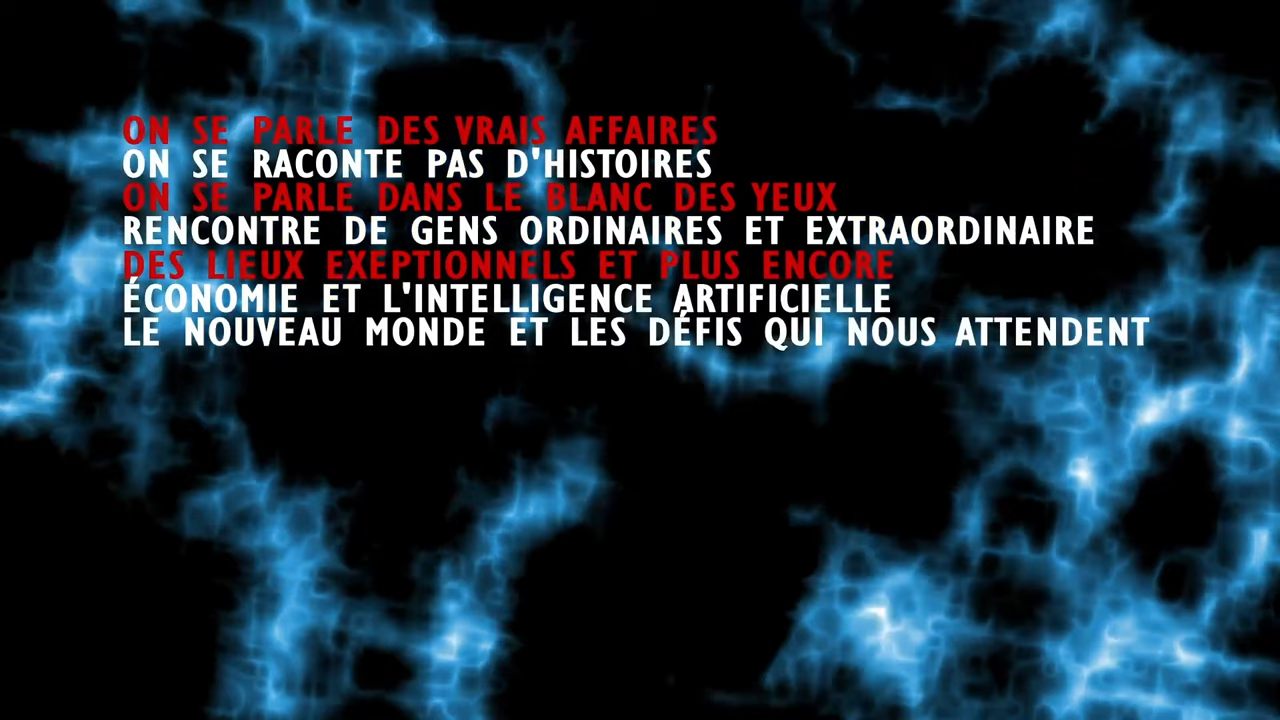 ON SE PARLE DES VRAIS AFFAIRES
ON SE RACONTE PAS D'HISTOIRES
ON SE PARLE DANS LE BLANC DES YEUX
RENCONTRE DE GENS ORDINAIRES ET EXTRAORDINAIRE
DES LIEUX EXEPTIONNELS ET PLUS ENCORE
ÉCONOMIE ET L'INTELLIGENCE ARTIFICIELLE
LE NOUVEAU MONDE ET LES DÉFIS QUI NOUS ATTENDENT